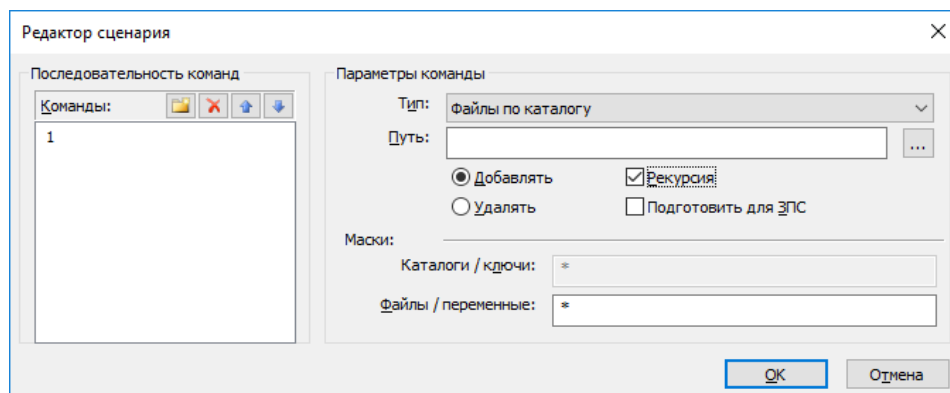 Редактор сценария
Последовательность команд
Команды:
1
Параметры команды
Тип: Файлы по каталогу
Путь: ...
Добавлять Рекурсия
Удалять Подготовить для ЗПС
Маски:
Каталоги / ключи: *
Файлы / переменные: *
OK Отмена